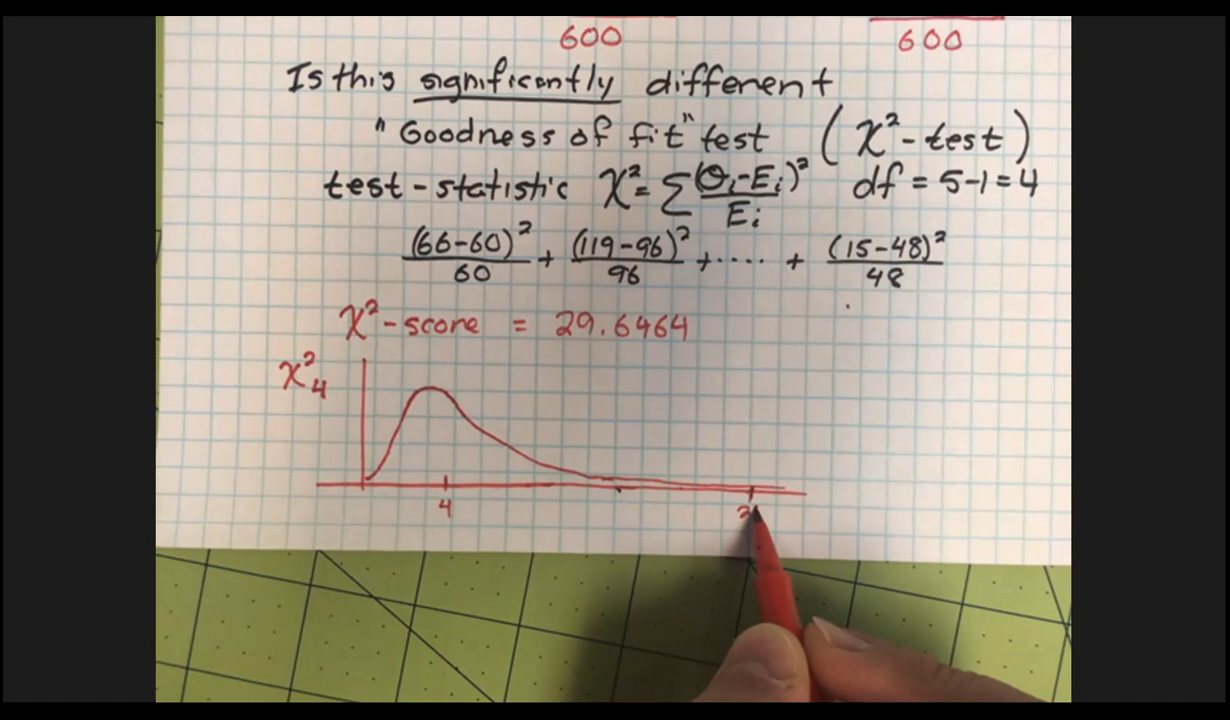 600 600
Is this significantly different
"Goodness of fit" test (χ² - test)
test-statistic χ² = Σ (Oᵢ-Eᵢ)²/Eᵢ df = 5-1 = 4
(66-60)²/60 + (119-96)²/96 + ..... + (15-48)²/48
χ² - score = 29.6464
χ²₄
4 2